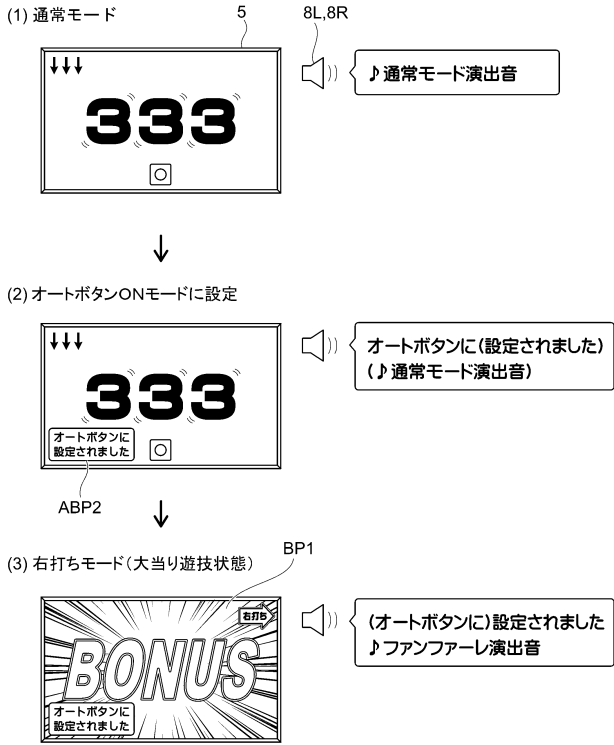 (1) 通常モード
5
8L,8R
↓↓↓
333
♪通常モード演出音
(2) オートボタンONモードに設定
↓↓↓
333
オートボタンに
設定されました
オートボタンに(設定されました)
(♪通常モード演出音)
ABP2
(3) 右打ちモード(大当り遊技状態)
BP1
右打ち
BONUS
オートボタンに
設定されました
(オートボタンに)設定されました
♪ファンファーレ演出音